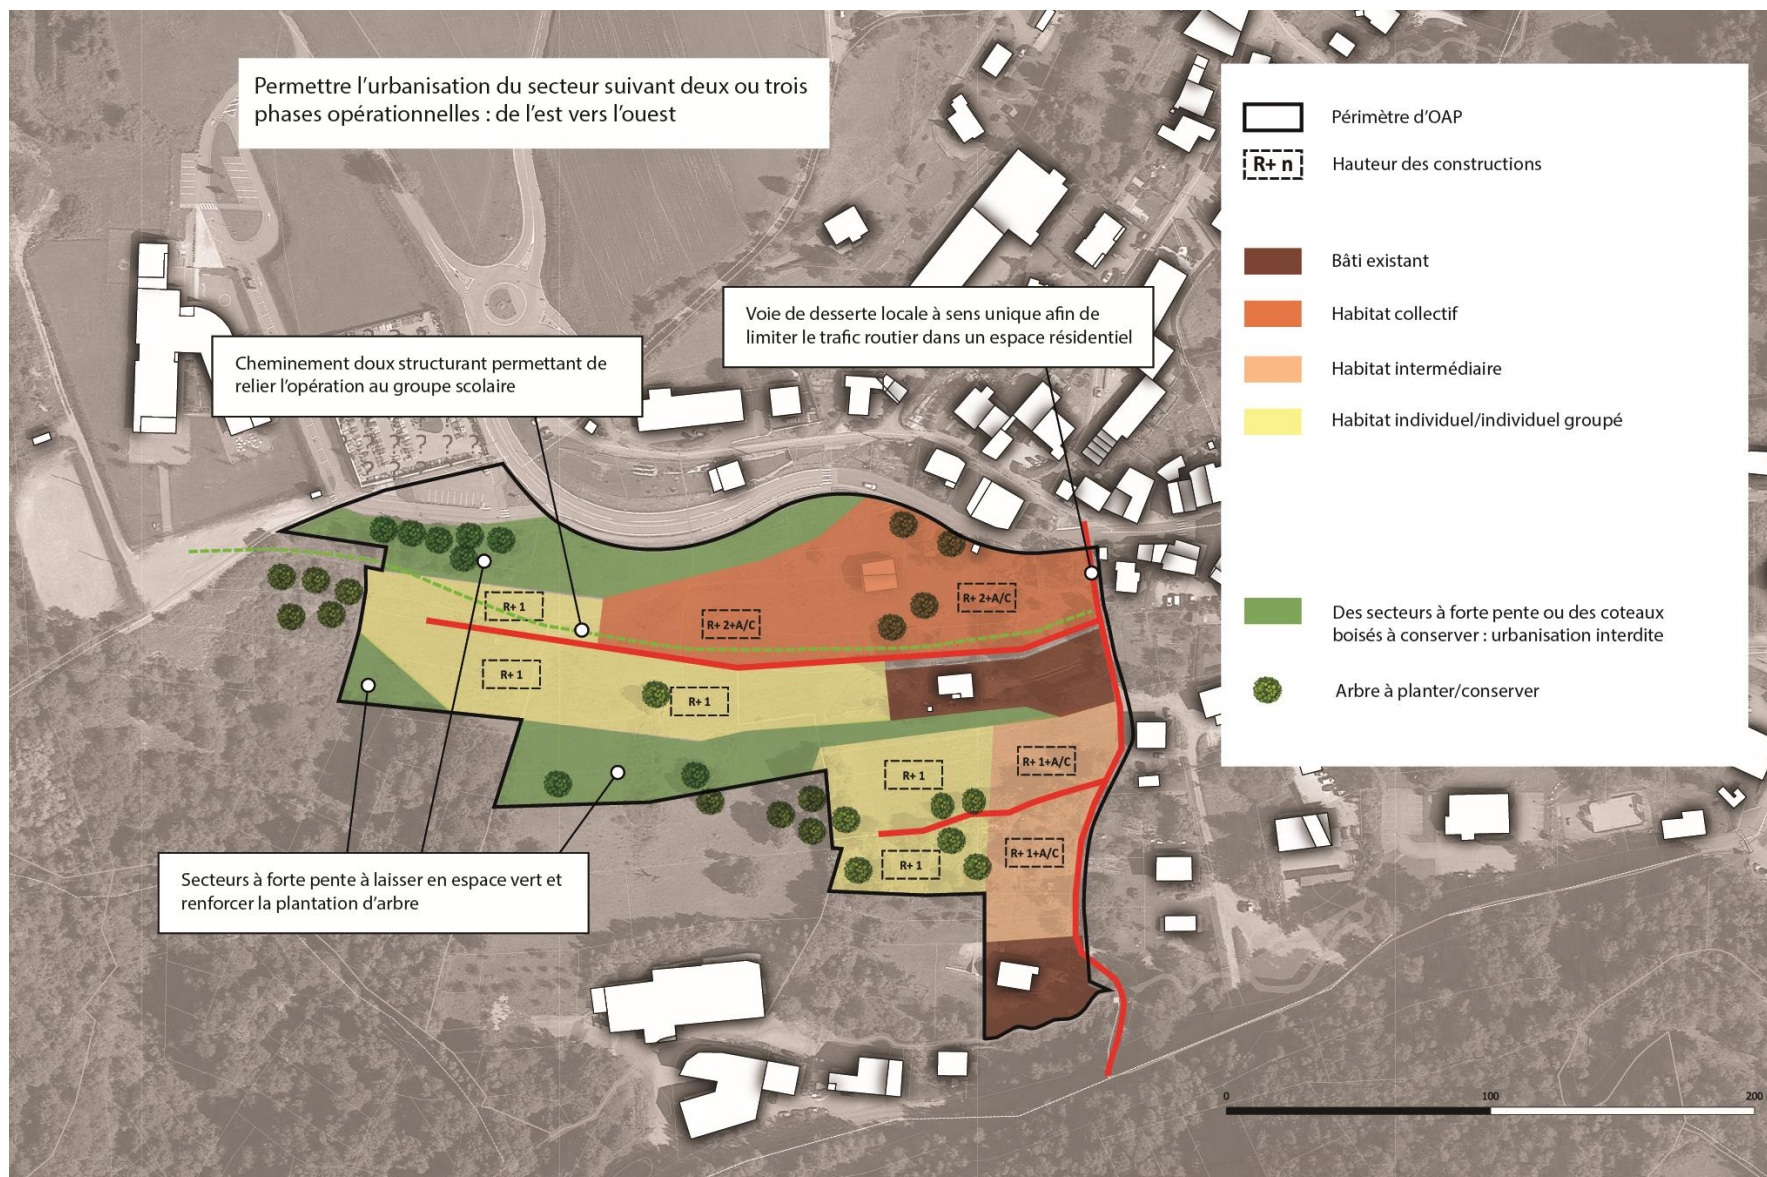 Permettre l'urbanisation du secteur suivant deux ou trois
phases opérationnelles : de l'est vers l'ouest
Périmètre d'OAP
R+ n
Hauteur des constructions
Bâti existant
Habitat collectif
Habitat intermédiaire
Habitat individuel/individuel groupé
Des secteurs à forte pente ou des coteaux
boisés à conserver : urbanisation interdite
Arbre à planter/conserver
Voie de desserte locale à sens unique afin de
limiter le trafic routier dans un espace résidentiel
Cheminement doux structurant permettant de
relier l'opération au groupe scolaire
R+ 1
R+ 2+A/C
R+ 2+A/C
R+ 1
R+ 1
R+ 1
R+ 1+A/C
R+ 1
R+ 1+A/C
Secteurs à forte pente à laisser en espace vert et
renforcer la plantation d'arbre
0
100
200